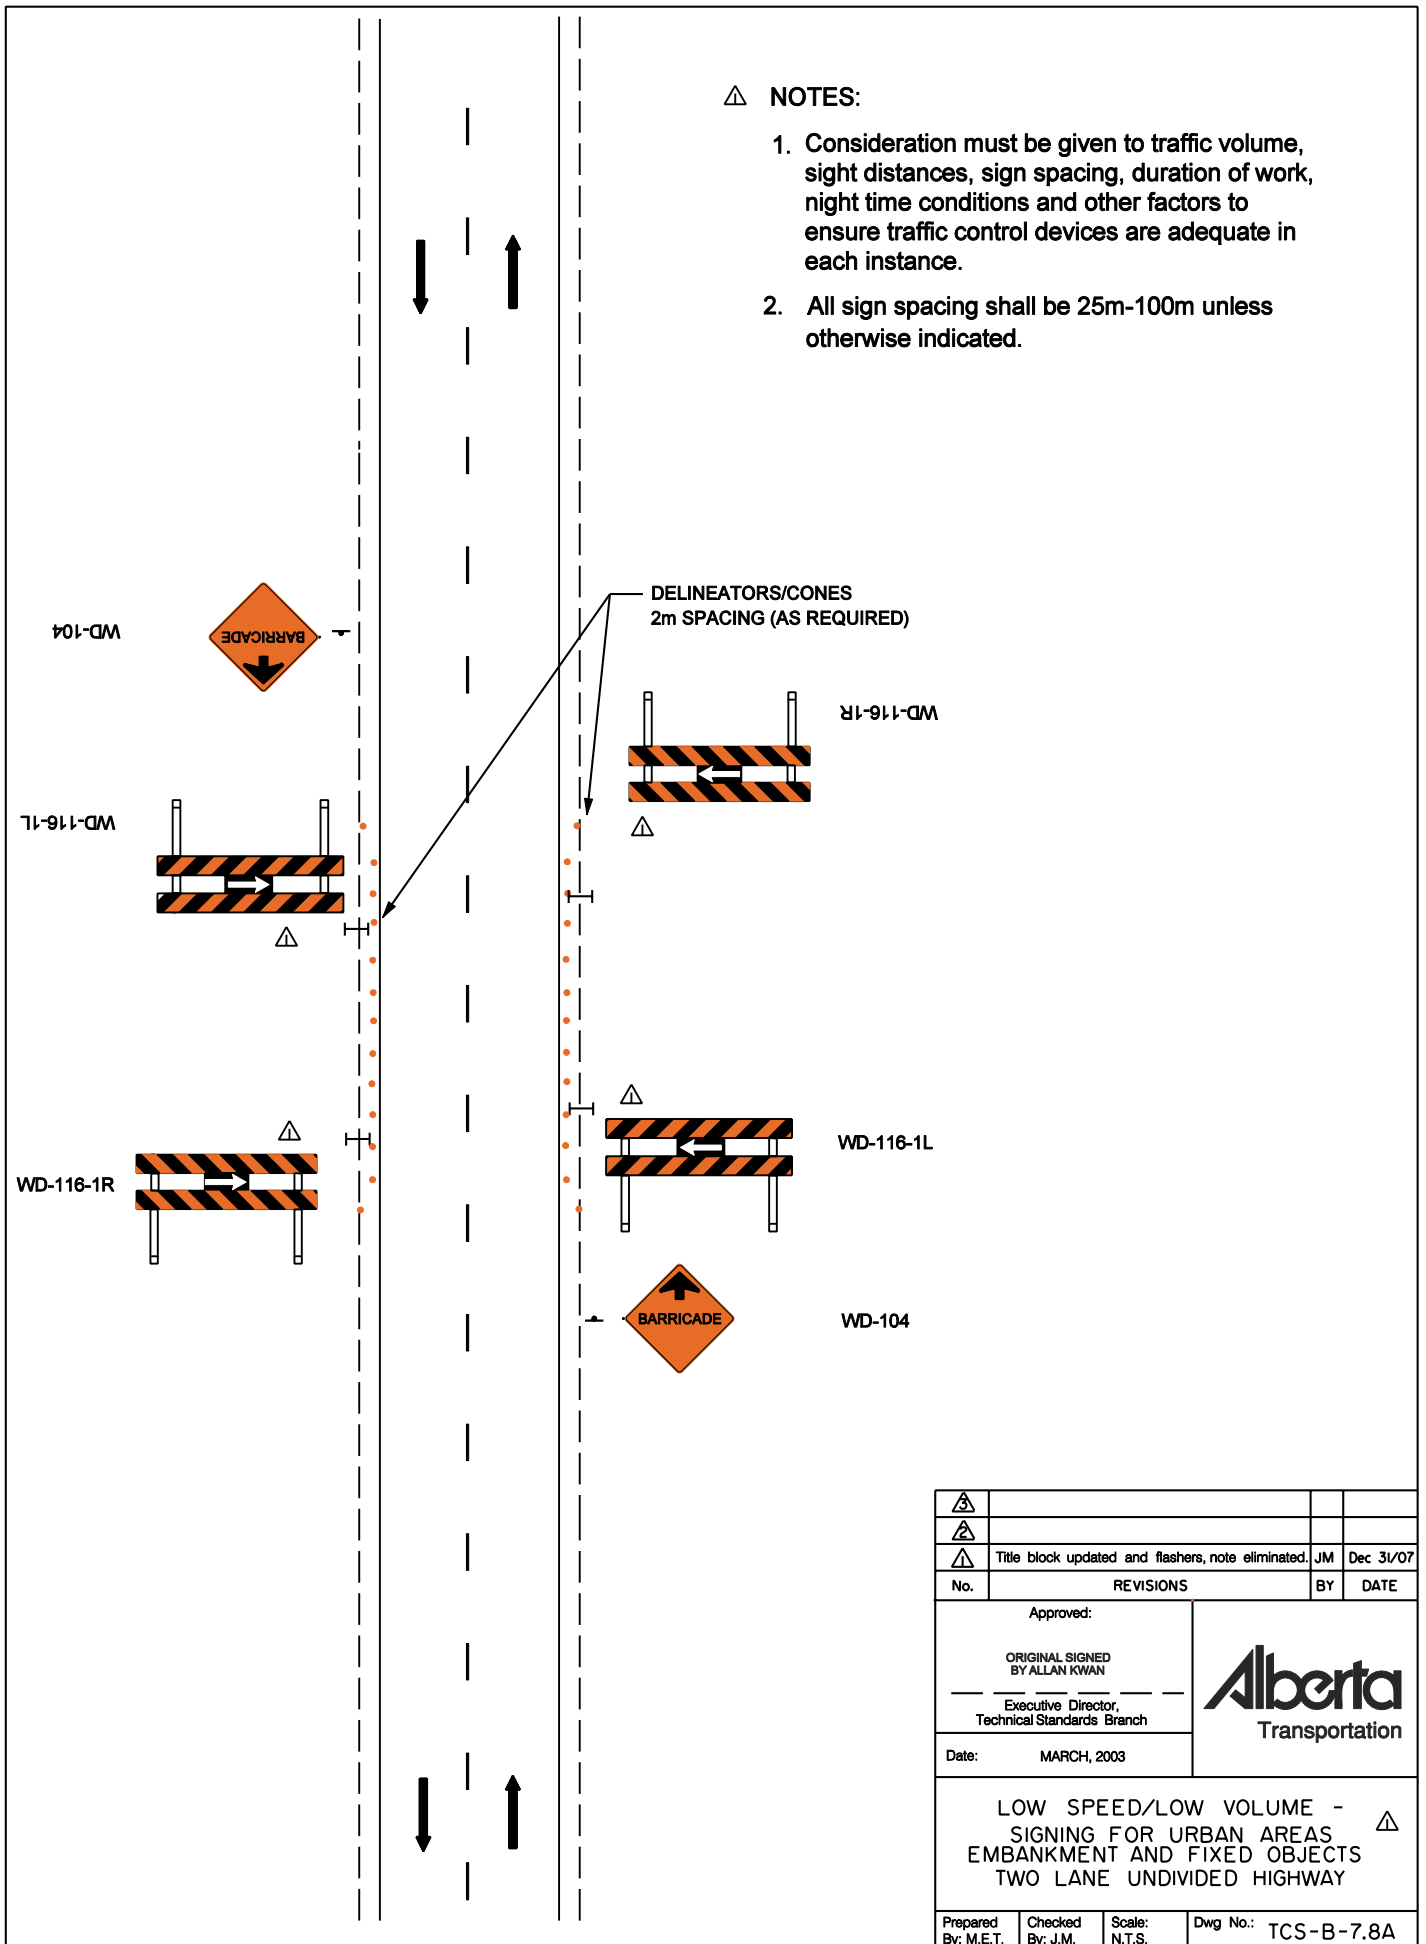 NOTES:
1. Consideration must be given to traffic volume,
sight distances, sign spacing, duration of work,
night time conditions and other factors to
ensure traffic control devices are adequate in
each instance.
2. All sign spacing shall be 25m-100m unless
otherwise indicated.
DELINEATORS/CONES
2m SPACING (AS REQUIRED)
WD-104
BARRICADE
WD-116-1R
WD-116-1L
WD-116-1L
WD-116-1R
BARRICADE
WD-104
3
2
1 Title block updated and flashers, note eliminated. JM Dec 31/07
No. REVISIONS BY DATE
Approved:
ORIGINAL SIGNED
BY ALLAN KWAN
Executive Director,
Technical Standards Branch
Date: MARCH, 2003
Alberta
Transportation
LOW SPEED/LOW VOLUME -
SIGNING FOR URBAN AREAS
EMBANKMENT AND FIXED OBJECTS
TWO LANE UNDIVIDED HIGHWAY
Prepared
By: M.E.T.
Checked
By: J.M.
Scale:
N.T.S.
Dwg No.: TCS-B-7.8A